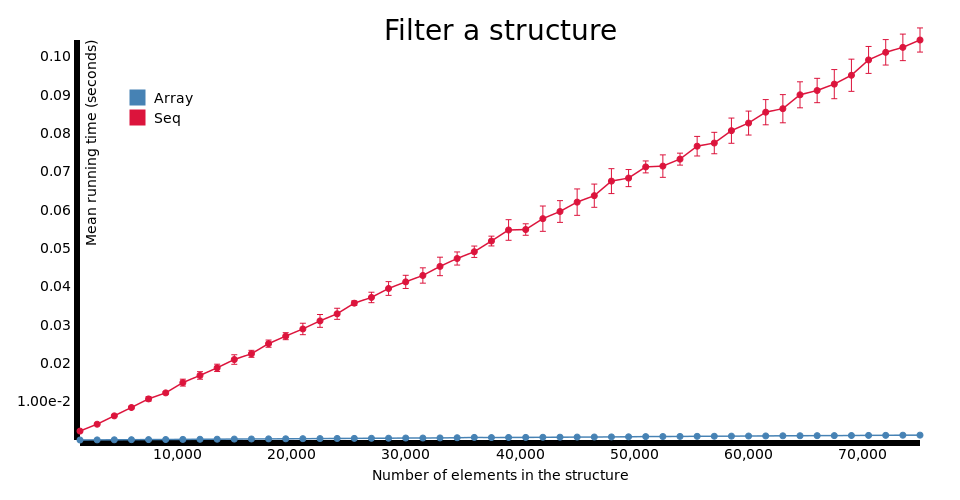 Filter a structure
Mean running time (seconds)
0.10
0.09
0.08
0.07
0.06
0.05
0.04
0.03
0.02
1.00e-2
Array
Seq
10,000
20,000
30,000
40,000
50,000
60,000
70,000
Number of elements in the structure